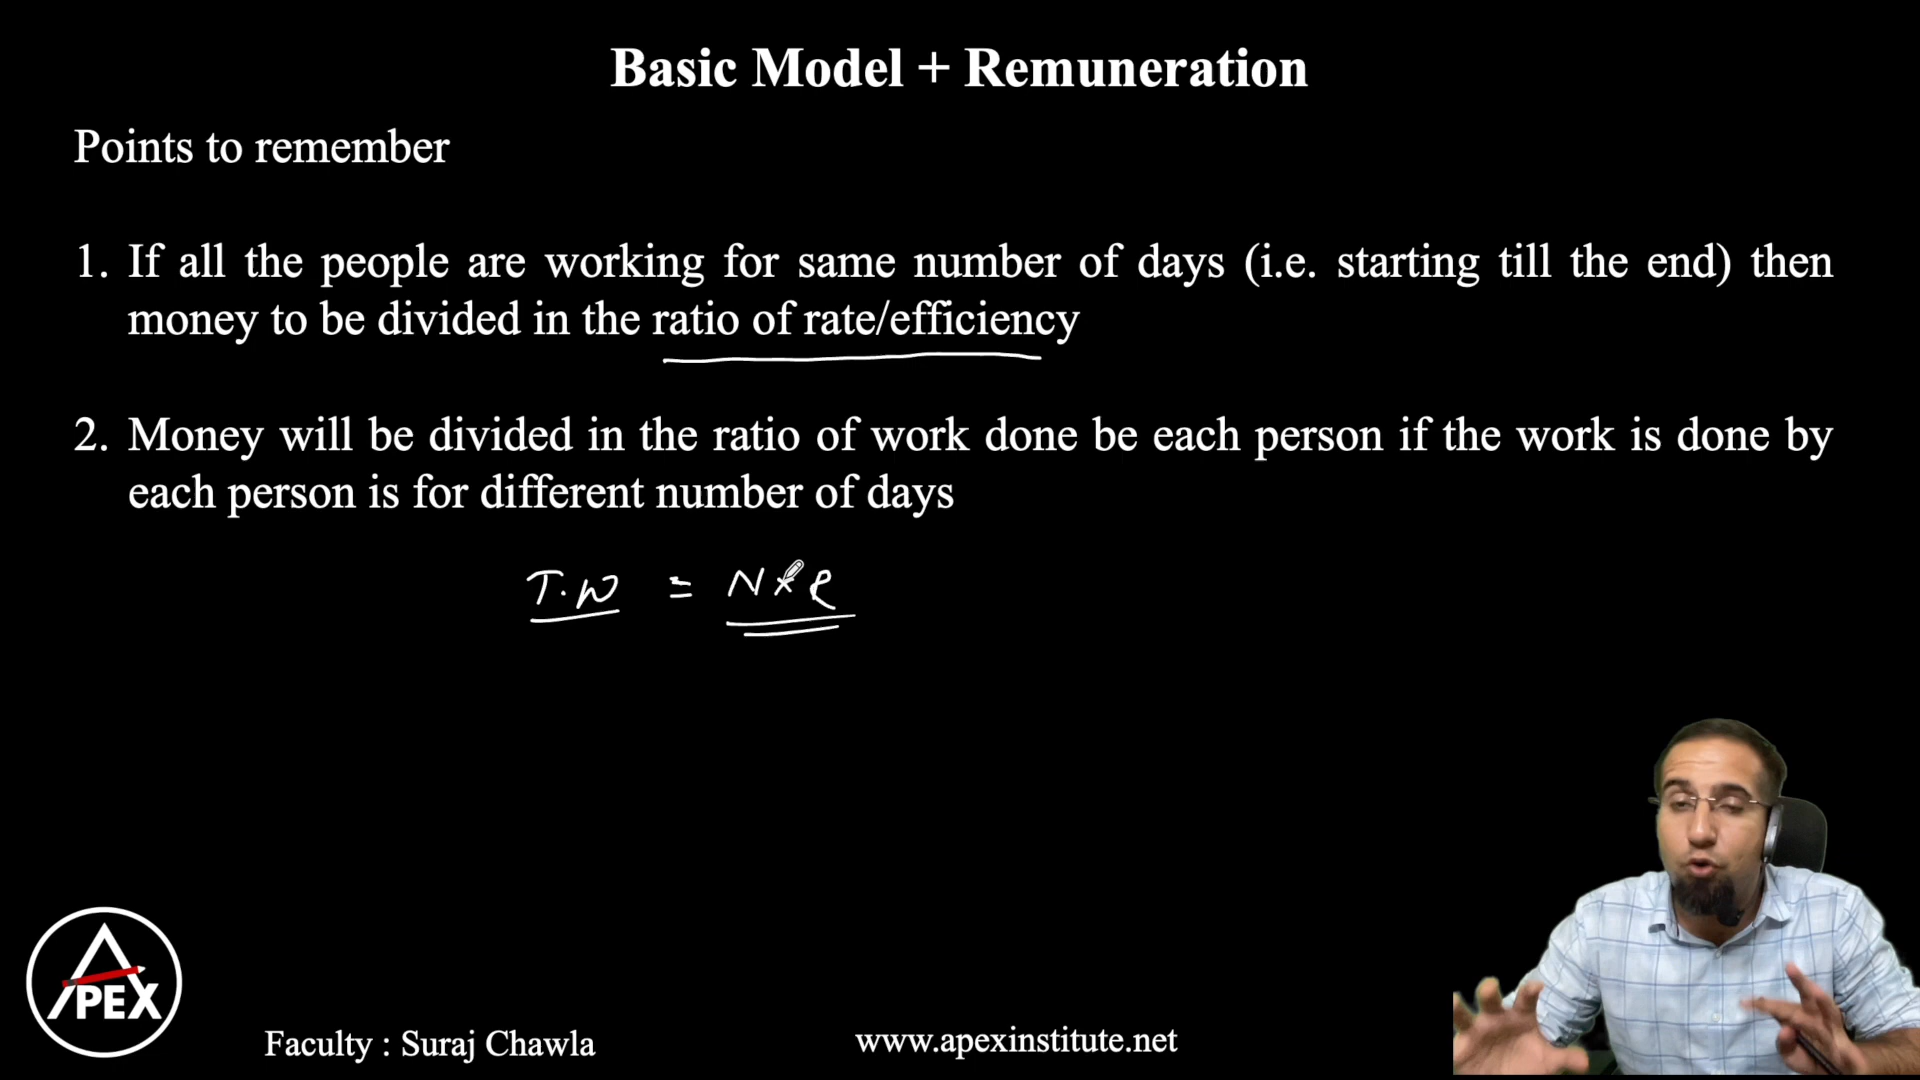 Basic Model + Remuneration
Points to remember
1. If all the people are working for same number of days (i.e. starting till the end) then
money to be divided in the ratio of rate/efficiency
2. Money will be divided in the ratio of work done be each person if the work is done by
each person is for different number of days
T.W = N x R
APEX
Faculty : Suraj Chawla
www.apexinstitute.net